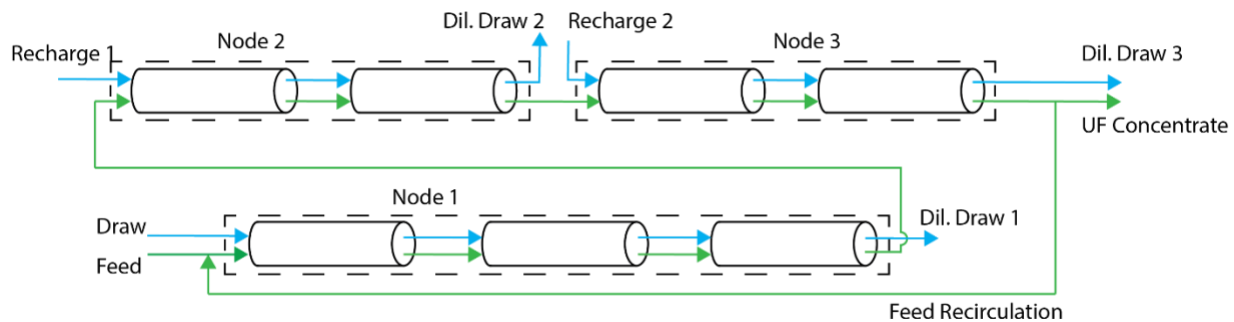 Dil. Draw 2
Recharge 2
Recharge 1
Node 2
Node 3
Dil. Draw 3
UF Concentrate
Node 1
Draw
Dil. Draw 1
Feed
Feed Recirculation